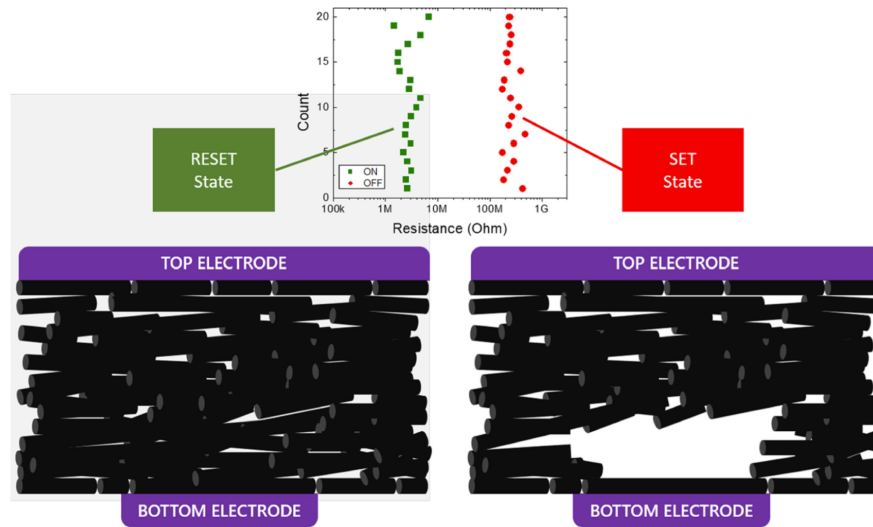 20
15
10
5
0
Count
ON
OFF
100k 1M 10M 100M 1G
Resistance (Ohm)
RESET
State
SET
State
TOP ELECTRODE
TOP ELECTRODE
BOTTOM ELECTRODE
BOTTOM ELECTRODE